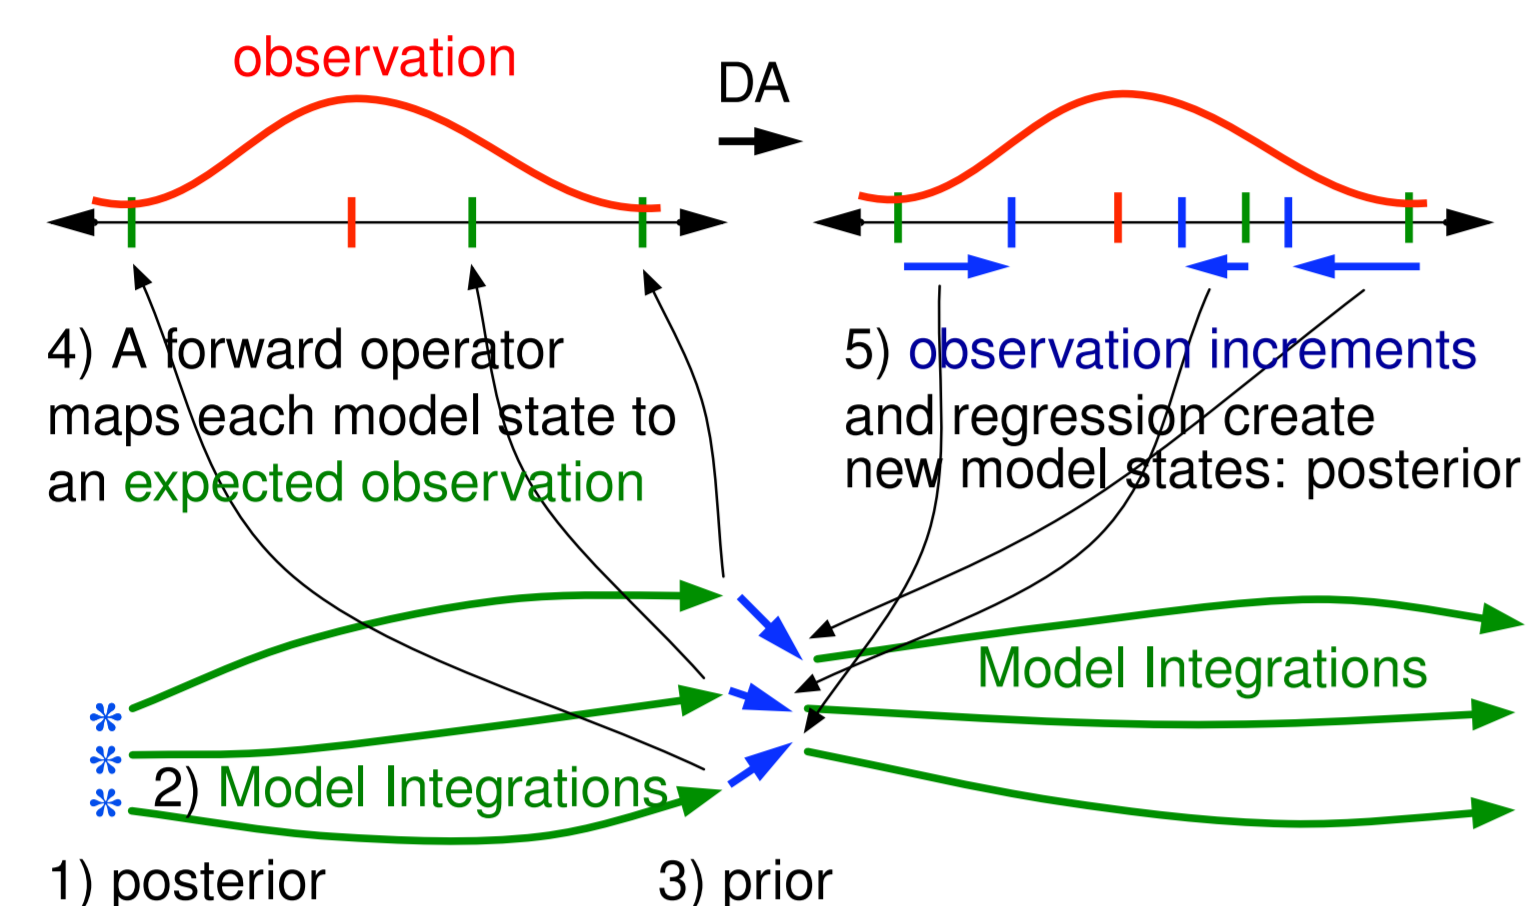 observation
DA
4) A forward operator
maps each model state to
an expected observation
5) observation increments
and regression create
new model states: posterior
Model Integrations
*
*
*
2) Model Integrations
1) posterior
3) prior